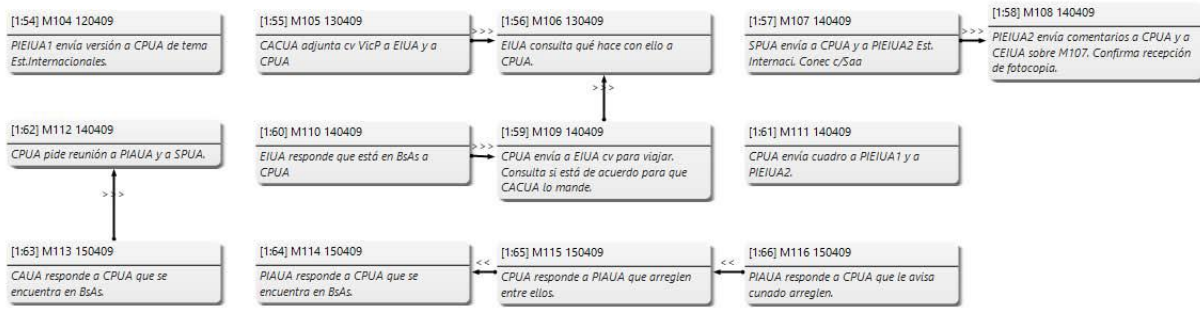 [1:54] M104 120409
PIEIUA1 envía versión a CPUA de tema
Est.Internacionales.
[1:55] M105 130409
CACUA adjunta cv VicP a EIUA y a
CPUA
>>>
[1:56] M106 130409
EIUA consulta qué hace con ello a
CPUA.
[1:57] M107 140409
SPUA envía a CPUA y a PIEIUA2 Est.
Internaci. Conec c/Saa
>>>
[1:58] M108 140409
PIEIUA2 envía comentarios a CPUA y a
CEIUA sobre M107. Confirma recepción
de fotocopia.
>>>
[1:62] M112 140409
CPUA pide reunión a PIAUA y a SPUA.
[1:60] M110 140409
EIUA responde que está en BsAs a
CPUA
>>>
[1:59] M109 140409
CPUA envía a EIUA cv para viajar.
Consulta si está de acuerdo para que
CACUA lo mande.
[1:61] M111 140409
CPUA envía cuadro a PIEIUA1 y a
PIEIUA2.
>>>
[1:63] M113 150409
CAUA responde a CPUA que se
encuentra en BsAs.
[1:64] M114 150409
PIAUA responde a CPUA que se
encuentra en BsAs.
<<
[1:65] M115 150409
CPUA responde a PIAUA que arreglen
entre ellos.
<<
[1:66] M116 150409
PIAUA responde a CPUA que le avisa
cunado arreglen.